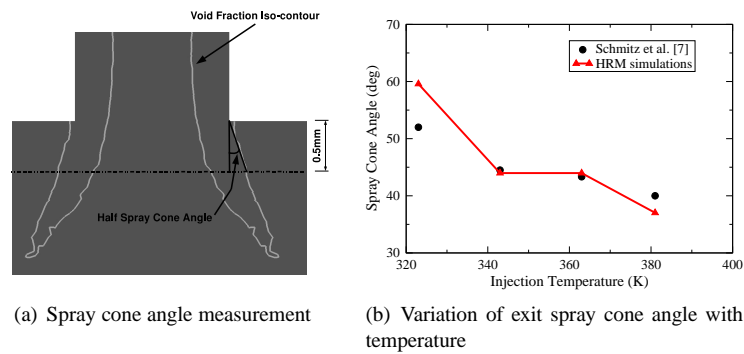 Void Fraction Iso-contour
0.5mm
Half Spray Cone Angle
(a) Spray cone angle measurement
70
60
50
40
30
Spray Cone Angle (deg)
Schmitz et al. [7]
HRM simulations
320
340
360
380
400
Injection Temperature (K)
(b) Variation of exit spray cone angle with
temperature